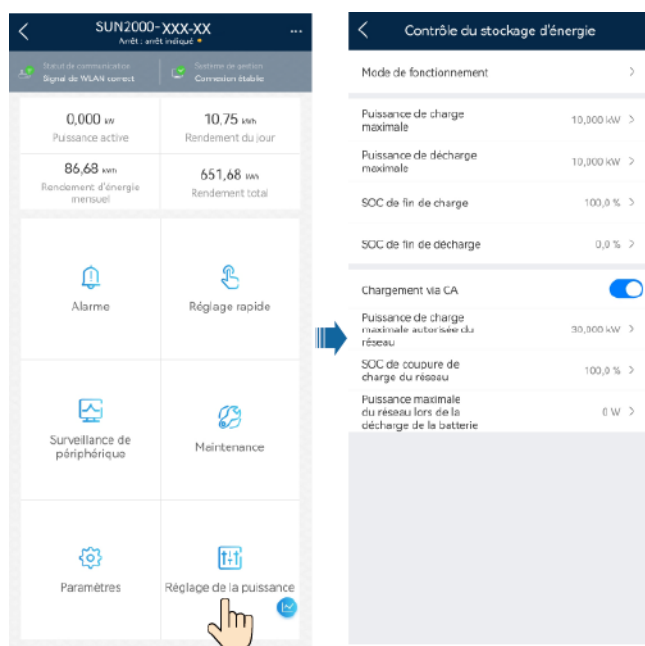 SUN2000-XXX-XX
Arrêt : arrêt indiqué
Statut de communication
Signal de WLAN correct
Système de gestion
Connexion établie
0,000 kW
Puissance active
10,75 kWh
Rendement du jour
86,68 kWh
Rendement d'énergie
mensuel
651,68 kWh
Rendement total
Alarme
Réglage rapide
Surveillance de
périphérique
Maintenance
Paramètres
Réglage de la puissance
Contrôle du stockage d'énergie
Mode de fonctionnement
Puissance de charge
maximale
10,000 kW
Puissance de décharge
maximale
10,000 kW
SOC de fin de charge
100,0 %
SOC de fin de décharge
0,0 %
Chargement via CA
Puissance de charge
maximale autorisée du
réseau
30,000 kW
SOC de coupure de
charge du réseau
100,0 %
Puissance maximale
du réseau lors de la
décharge de la batterie
0 W